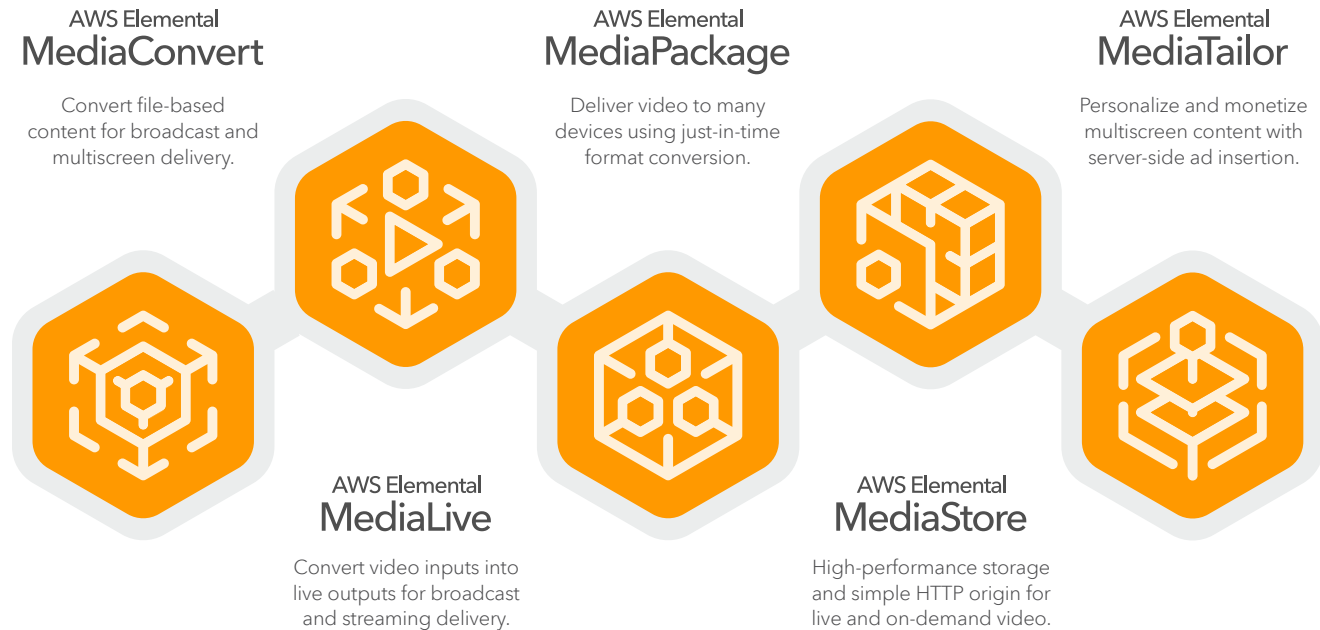 AWS Elemental
MediaConvert
Convert file-based
content for broadcast and
multiscreen delivery.
AWS Elemental
MediaLive
Convert video inputs into
live outputs for broadcast
and streaming delivery.
AWS Elemental
MediaPackage
Deliver video to many
devices using just-in-time
format conversion.
AWS Elemental
MediaStore
High-performance storage
and simple HTTP origin for
live and on-demand video.
AWS Elemental
MediaTailor
Personalize and monetize
multiscreen content with
server-side ad insertion.